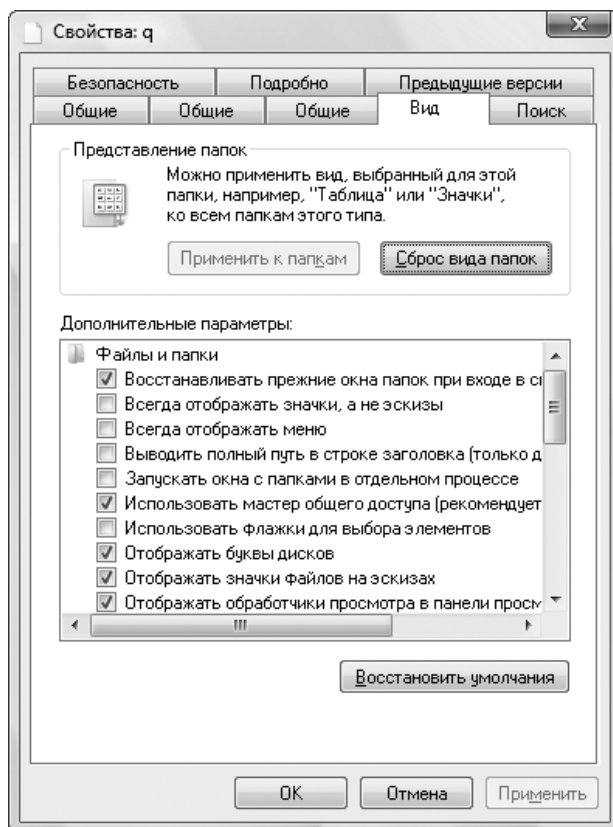 Свойства: q
Безопасность Подробно Предыдущие версии
Общие Общие Общие Вид Поиск
Представление папок
Можно применить вид, выбранный для этой
папки, например, "Таблица" или "Значки",
ко всем папкам этого типа.
Применить к папкам Сброс вида папок
Дополнительные параметры:
Файлы и папки
Восстанавливать прежние окна папок при входе в
Всегда отображать значки, а не эскизы
Всегда отображать меню
Выводить полный путь в строке заголовка (только д
Запускать окна с папками в отдельном процессе
Использовать мастер общего доступа (рекомендует
Использовать флажки для выбора элементов
Отображать буквы дисков
Отображать значки файлов на эскизах
Отображать обработчики просмотра в панели просм
Восстановить умолчания
OK Отмена Применить